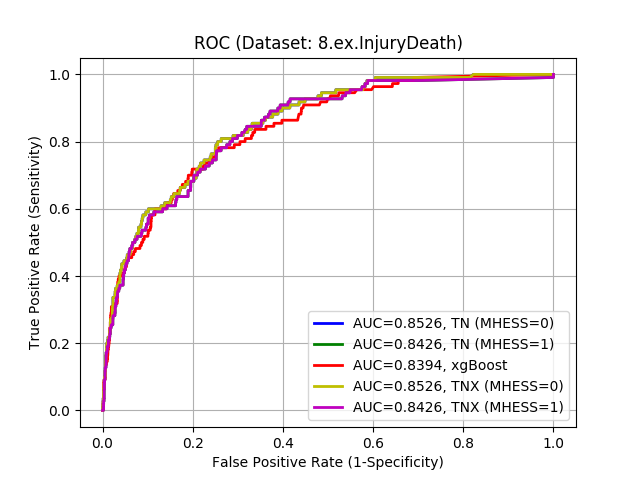 ROC (Dataset: 8.ex.InjuryDeath)
True Positive Rate (Sensitivity)
1.0
0.8
0.6
0.4
0.2
0.0
AUC=0.8526, TN (MHESS=0)
AUC=0.8426, TN (MHESS=1)
AUC=0.8394, xgBoost
AUC=0.8526, TNX (MHESS=0)
AUC=0.8426, TNX (MHESS=1)
0.0 0.2 0.4 0.6 0.8 1.0
False Positive Rate (1-Specificity)